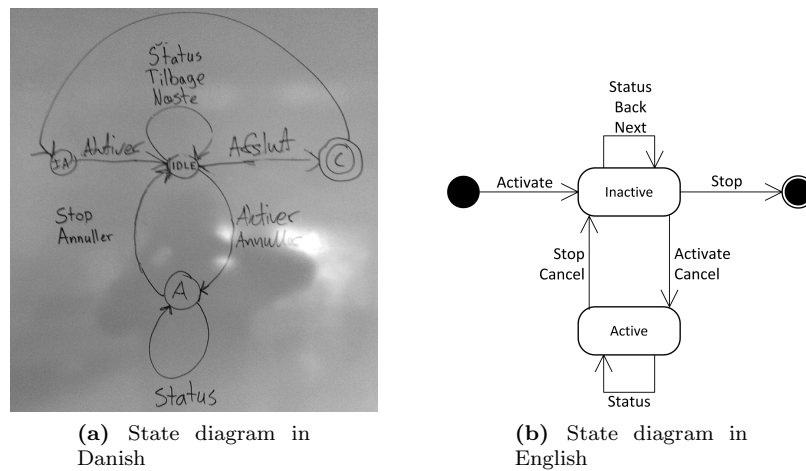 Status
Tilbage
Næste
IA
Aktiver
IDLE
Afslut
C
Stop
Annuller
Aktiver
Annuller
A
Status
(a) State diagram in
Danish
Status
Back
Next
Activate
Inactive
Stop
Stop
Cancel
Activate
Cancel
Active
Status
(b) State diagram in
English